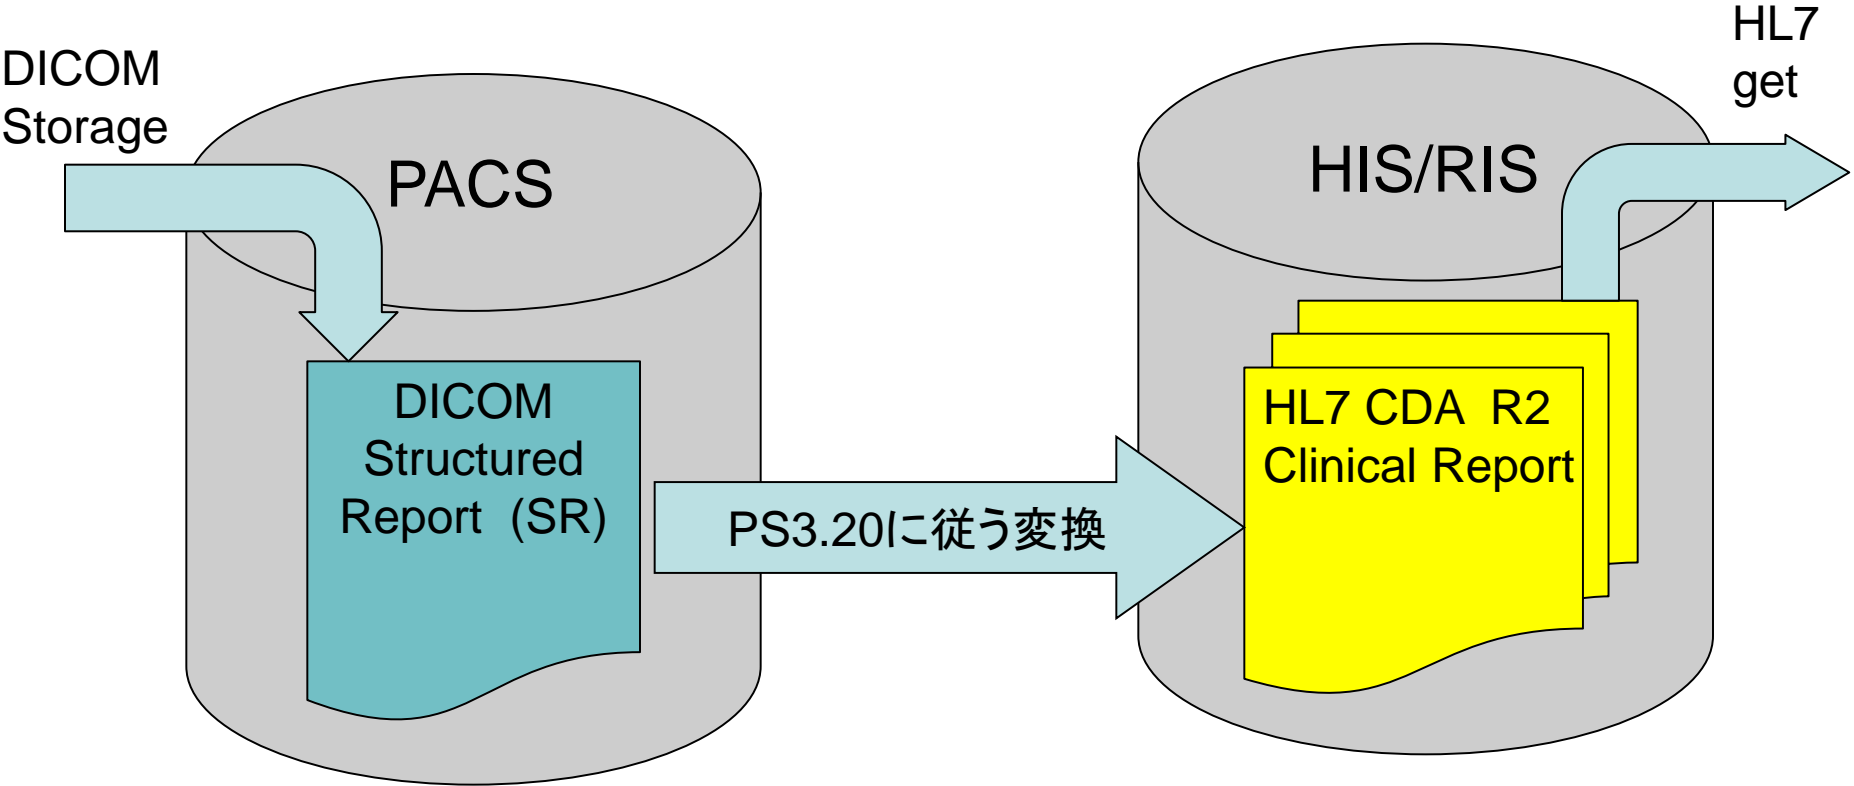 DICOM
Storage
PACS
DICOM
Structured
Report (SR)
PS3.20に従う変換
HIS/RIS
HL7
get
HL7 CDA R2
Clinical Report